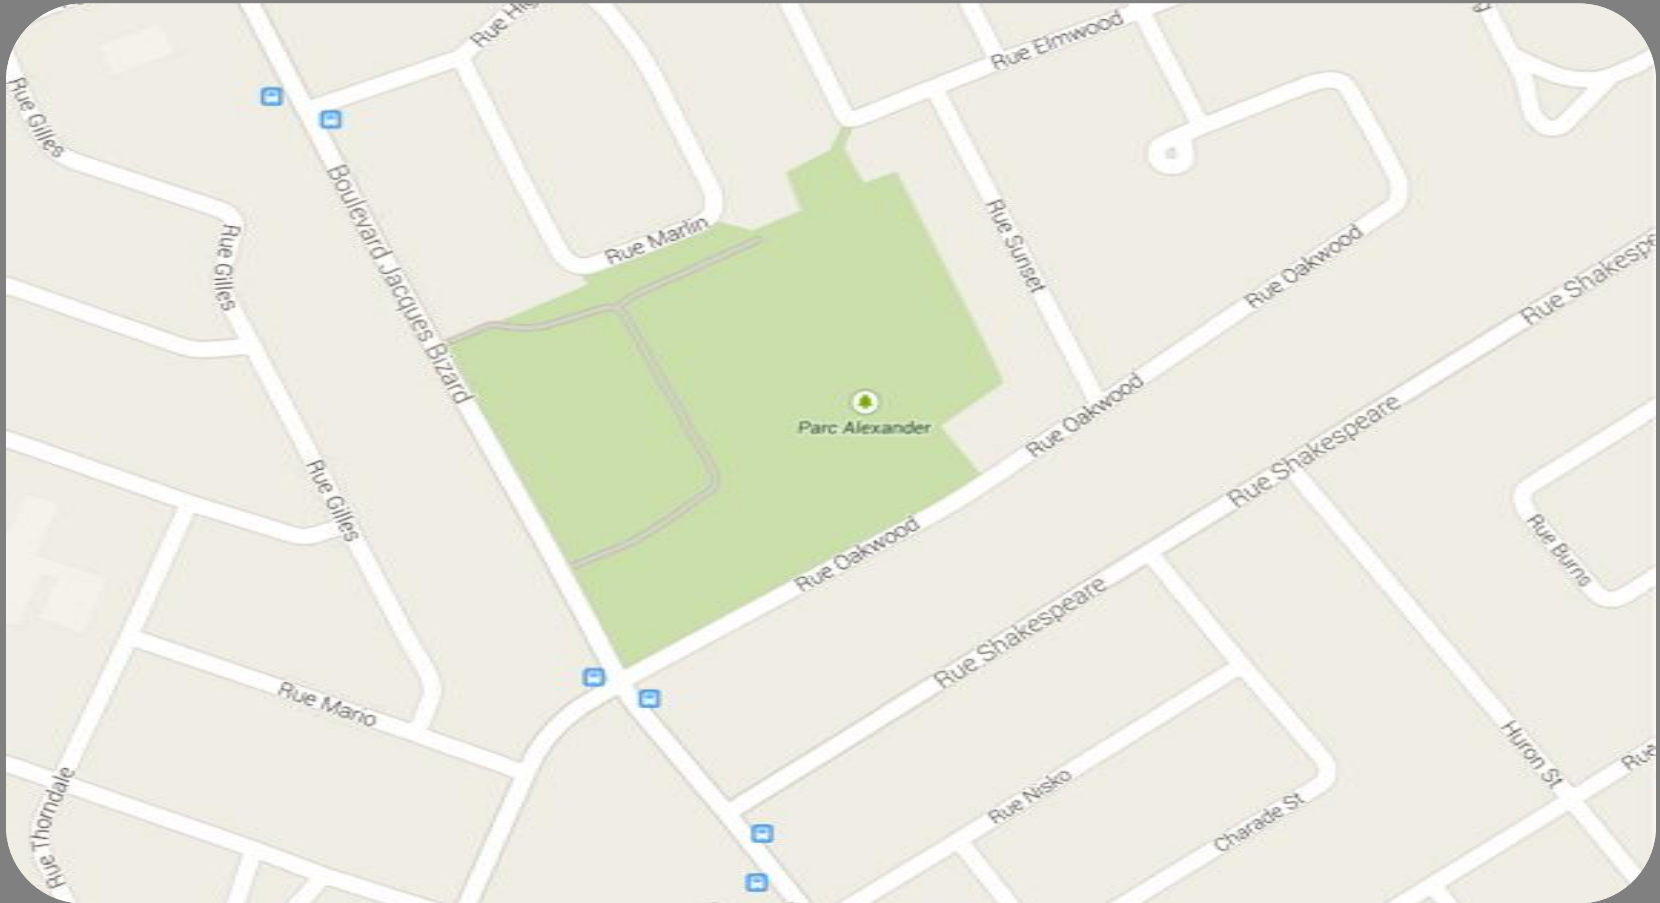 Rue Elmwood
Rue Gilles
Boulevard Jacques Bizard
Rue Marlin
Rue Sunset
Rue Gilles
Rue Oakwood
Rue
Rue Oakwood
Rue Shakespeare
Parc Alexander
Rue Gilles
Rue Oakwood
Rue Burns
Rue Shakespeare
Rue Mario
Rue Nisko
Huron St
Rue
Charade St
Rue Thorndale